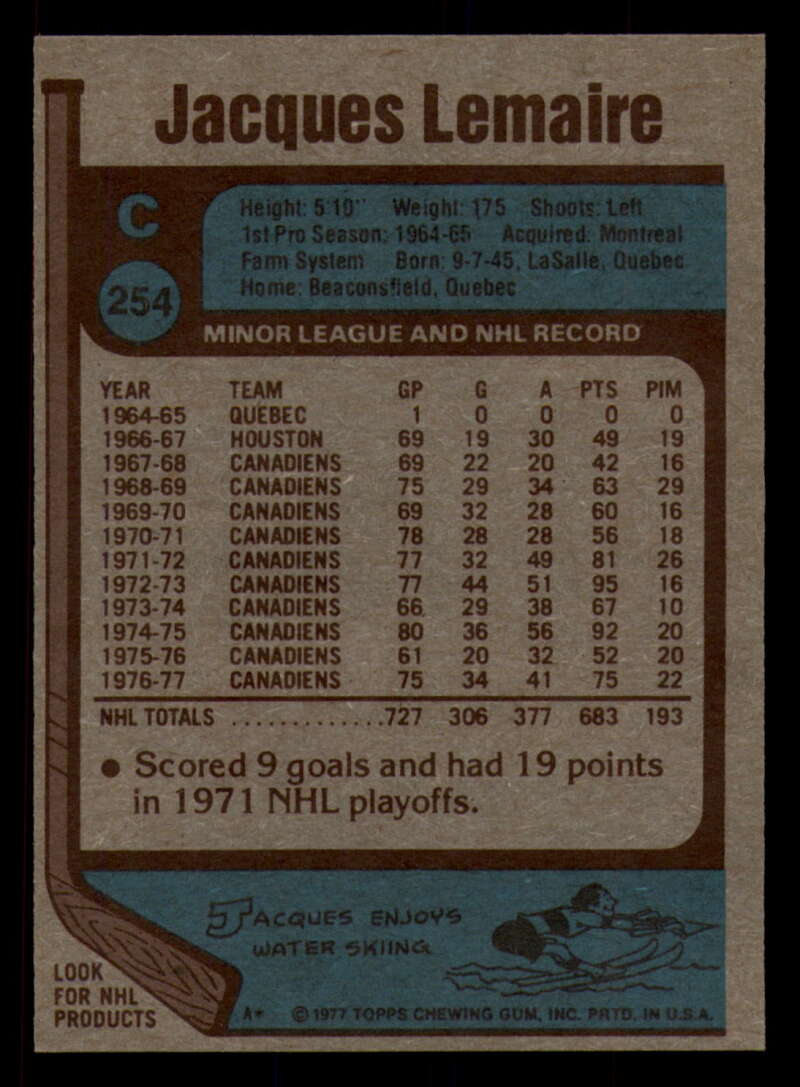 Jacques Lemaire
C
254
Height: 5'10" Weight: 175 Shoots: Left
1st Pro Season: 1964-65 Acquired: Montreal
Farm System Born: 9-7-45, LaSalle, Quebec
Home: Beaconsfield, Quebec
MINOR LEAGUE AND NHL RECORD
YEAR TEAM GP G A PTS PIM
1964-65 QUEBEC 1 0 0 0 0
1966-67 HOUSTON 69 19 30 49 19
1967-68 CANADIENS 69 22 20 42 16
1968-69 CANADIENS 75 29 34 63 29
1969-70 CANADIENS 69 32 28 60 16
1970-71 CANADIENS 78 28 28 56 18
1971-72 CANADIENS 77 32 49 81 26
1972-73 CANADIENS 77 44 51 95 16
1973-74 CANADIENS 66 29 38 67 10
1974-75 CANADIENS 80 36 56 92 20
1975-76 CANADIENS 61 20 32 52 20
1976-77 CANADIENS 75 34 41 75 22
NHL TOTALS .............727 306 377 683 193
• Scored 9 goals and had 19 points
in 1971 NHL playoffs.
JACQUES ENJOYS
WATER SKIING
LOOK
FOR NHL
PRODUCTS
A* © 1977 TOPPS CHEWING GUM, INC. PRTD. IN U.S.A.